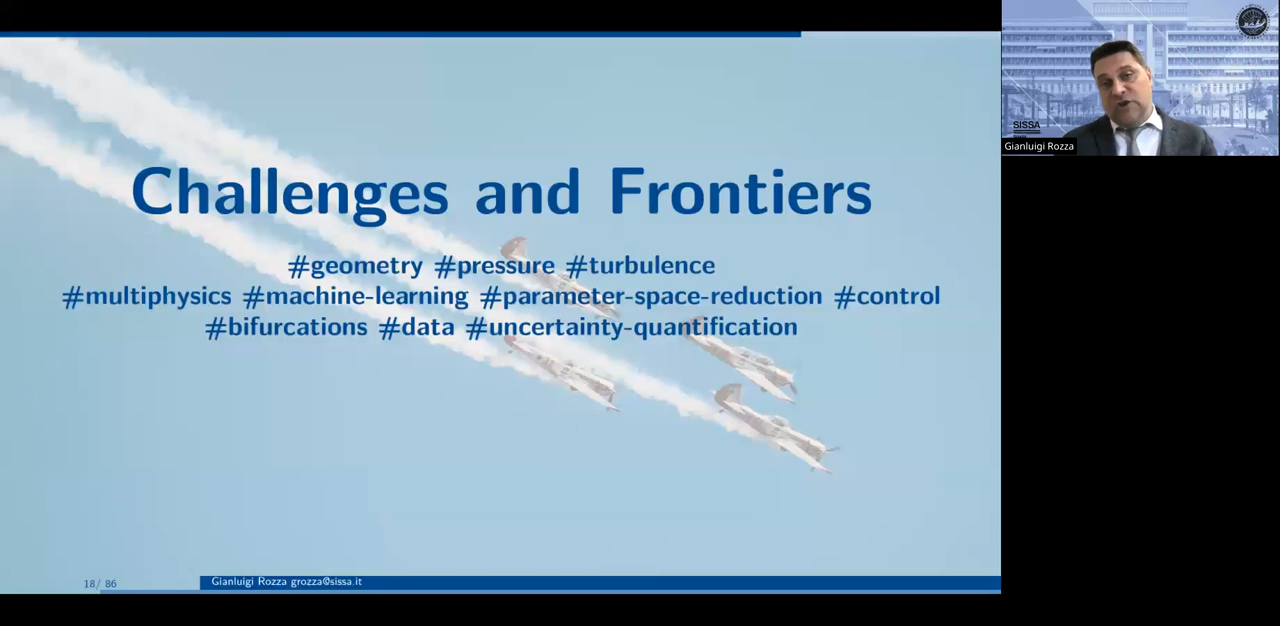 Challenges and Frontiers
#geometry #pressure #turbulence
#multiphysics #machine-learning #parameter-space-reduction #control
#bifurcations #data #uncertainty-quantification
18/ 86
Gianluigi Rozza grozza@sissa.it
SISSA
Gianluigi Rozza